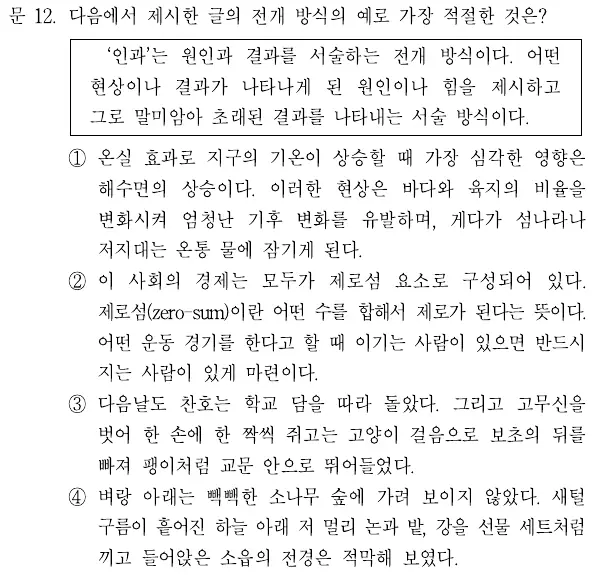 문 12. 다음에서 제시한 글의 전개 방식의 예로 가장 적절한 것은?
‘인과’는 원인과 결과를 서술하는 전개 방식이다. 어떤
현상이나 결과가 나타나게 된 원인이나 힘을 제시하고
그로 말미암아 초래된 결과를 나타내는 서술 방식이다.
① 온실 효과로 지구의 기온이 상승할 때 가장 심각한 영향은
해수면의 상승이다. 이러한 현상은 바다와 육지의 비율을
변화시켜 엄청난 기후 변화를 유발하며, 게다가 섬나라나
저지대는 온통 물에 잠기게 된다.
② 이 사회의 경제는 모두가 제로섬 요소로 구성되어 있다.
제로섬(zero-sum)이란 어떤 수를 합해서 제로가 된다는 뜻이다.
어떤 운동 경기를 한다고 할 때 이기는 사람이 있으면 반드시
지는 사람이 있게 마련이다.
③ 다음날도 찬호는 학교 담을 따라 돌았다. 그리고 고무신을
벗어 한 손에 한 짝씩 쥐고는 고양이 걸음으로 보초의 뒤를
빠져 팽이처럼 교문 안으로 뛰어들었다.
④ 벼랑 아래는 빽빽한 소나무 숲에 가려 보이지 않았다. 새털
구름이 흩어진 하늘 아래 저 멀리 논과 밭, 강을 선물 세트처럼
끼고 들어앉은 소읍의 전경은 적막해 보였다.